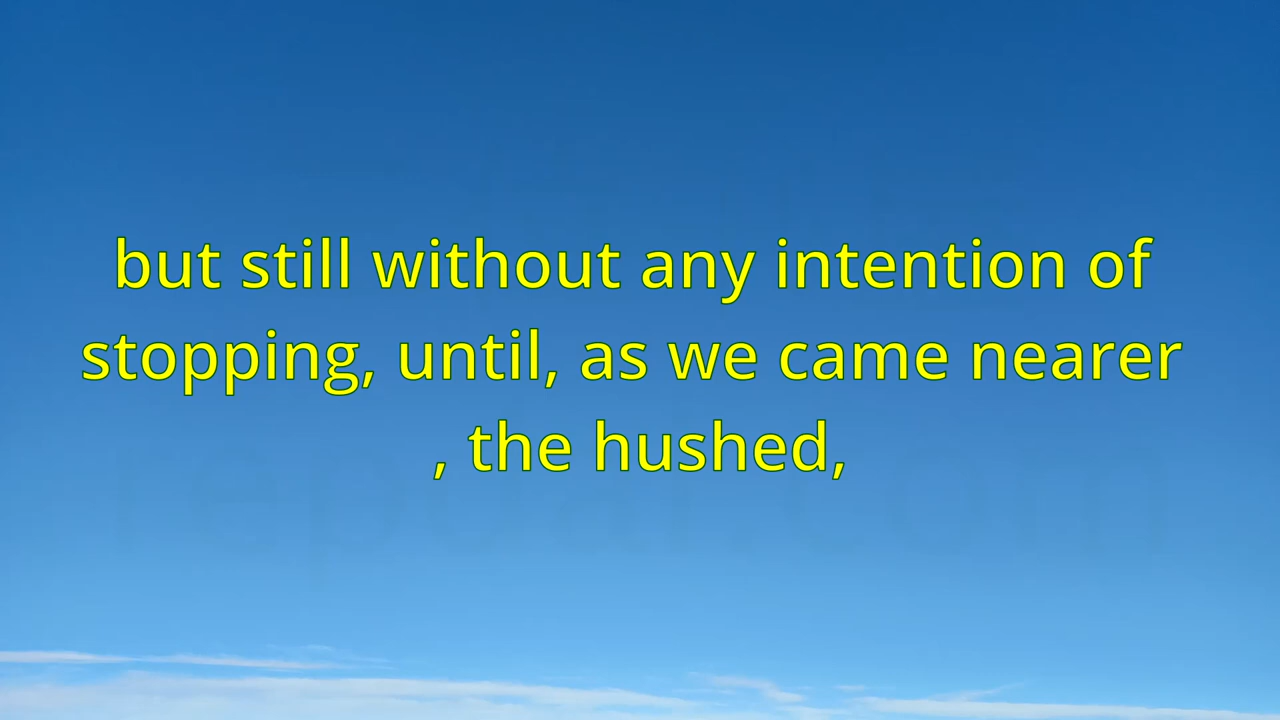 but still without any intention of
stopping, until, as we came nearer
, the hushed,